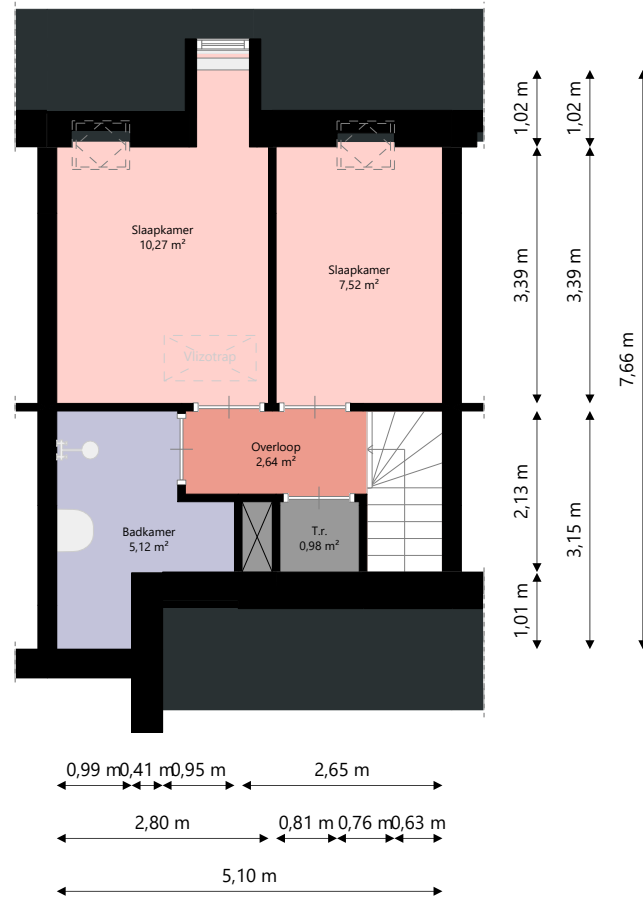 1,02 m
1,02 m
Slaapkamer
10,27 m²
Slaapkamer
7,52 m²
3,39 m
3,39 m
7,66 m
Vlizotrap
Overloop
2,64 m²
2,13 m
3,15 m
Badkamer
5,12 m²
T.r.
0,98 m²
1,01 m
0,99 m
0,41 m
0,95 m
2,65 m
2,80 m
0,81 m
0,76 m
0,63 m
5,10 m